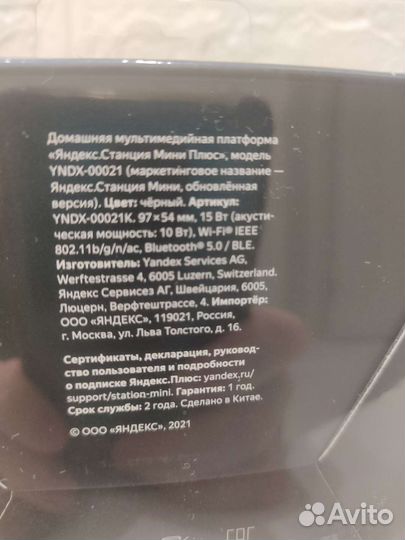 Домашняя мультимедийная платформа
«Яндекс.Станция Мини Плюс», модель
YNDX-00021 (маркетинговое название —
Яндекс.Станция Мини, обновлённая
версия). Цвет: чёрный. Артикул:
YNDX-00021K. 97×54 мм, 15 Вт (акусти-
ческая мощность: 10 Вт), Wi-Fi® IEEE
802.11b/g/n/ac, Bluetooth® 5.0 / BLE.
Изготовитель: Yandex Services AG,
Werftestrasse 4, 6005 Luzern, Switzerland.
Яндекс Сервисез АГ, Швейцария, 6005,
Люцерн, Верфтештрассе, 4. Импортёр:
ООО «ЯНДЕКС», 119021, Россия,
г. Москва, ул. Льва Толстого, д. 16.
Сертификаты, декларация, руковод-
ство пользователя и подробности
о подписке Яндекс.Плюс: yandex.ru/
support/station-mini. Гарантия: 1 год.
Срок службы: 2 года. Сделано в Китае.
© ООО «ЯНДЕКС», 2021
EAC
Avito